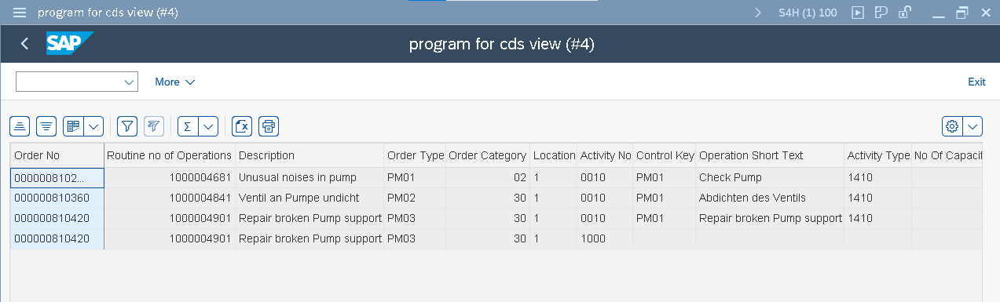 program for cds view (#4) S4H (1) 100
SAP program for cds view (#4)
More Exit
Order No Routine no of Operations Description Order Type Order Category Location Activity No Control Key Operation Short Text Activity Type No Of Capacit
0000008102... 1000004681 Unusual noises in pump PM01 02 1 0010 PM01 Check Pump 1410
000000810360 1000004841 Ventil an Pumpe undicht PM02 30 1 0010 PM01 Abdichten des Ventils 1410
000000810420 1000004901 Repair broken Pump support PM03 30 1 0010 PM01 Repair broken Pump support 1410
000000810420 1000004901 Repair broken Pump support PM03 30 1 1000